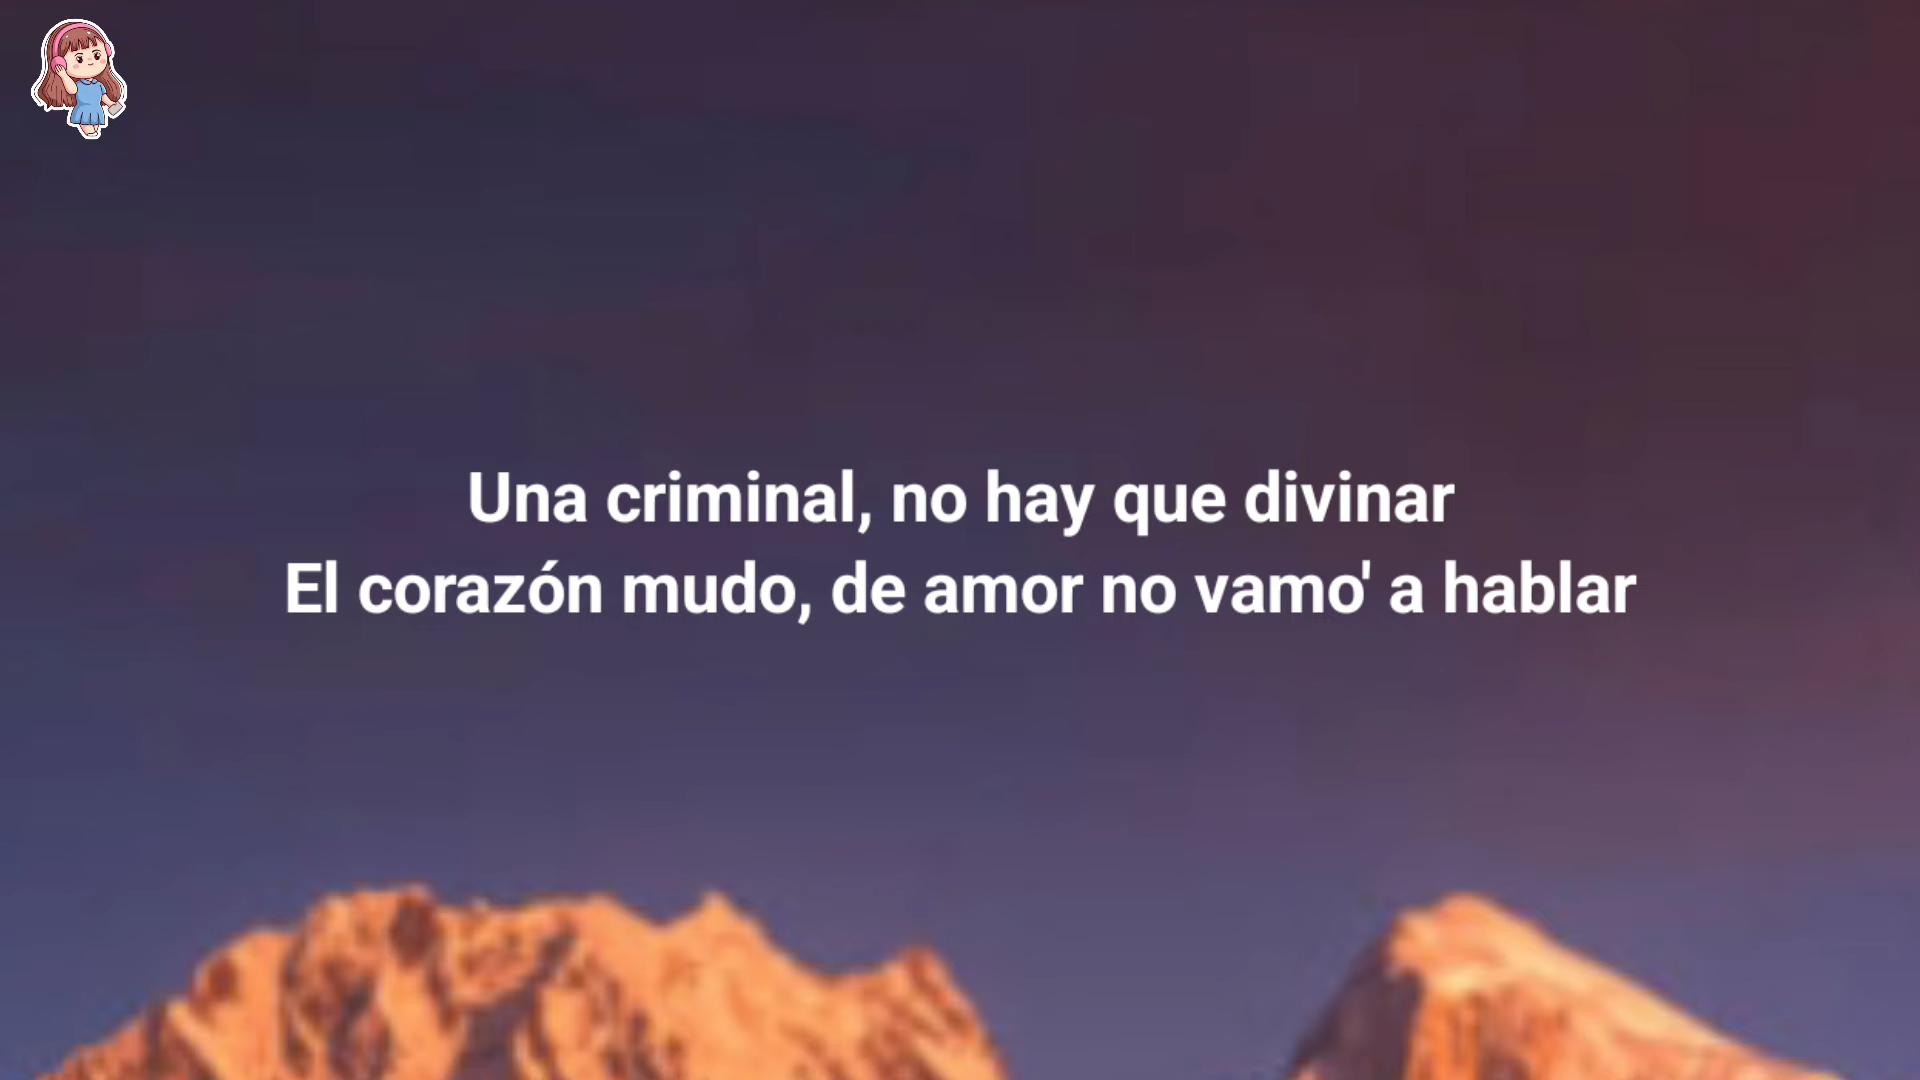 Una criminal, no hay que divinar
El corazón mudo, de amor no vamo' a hablar